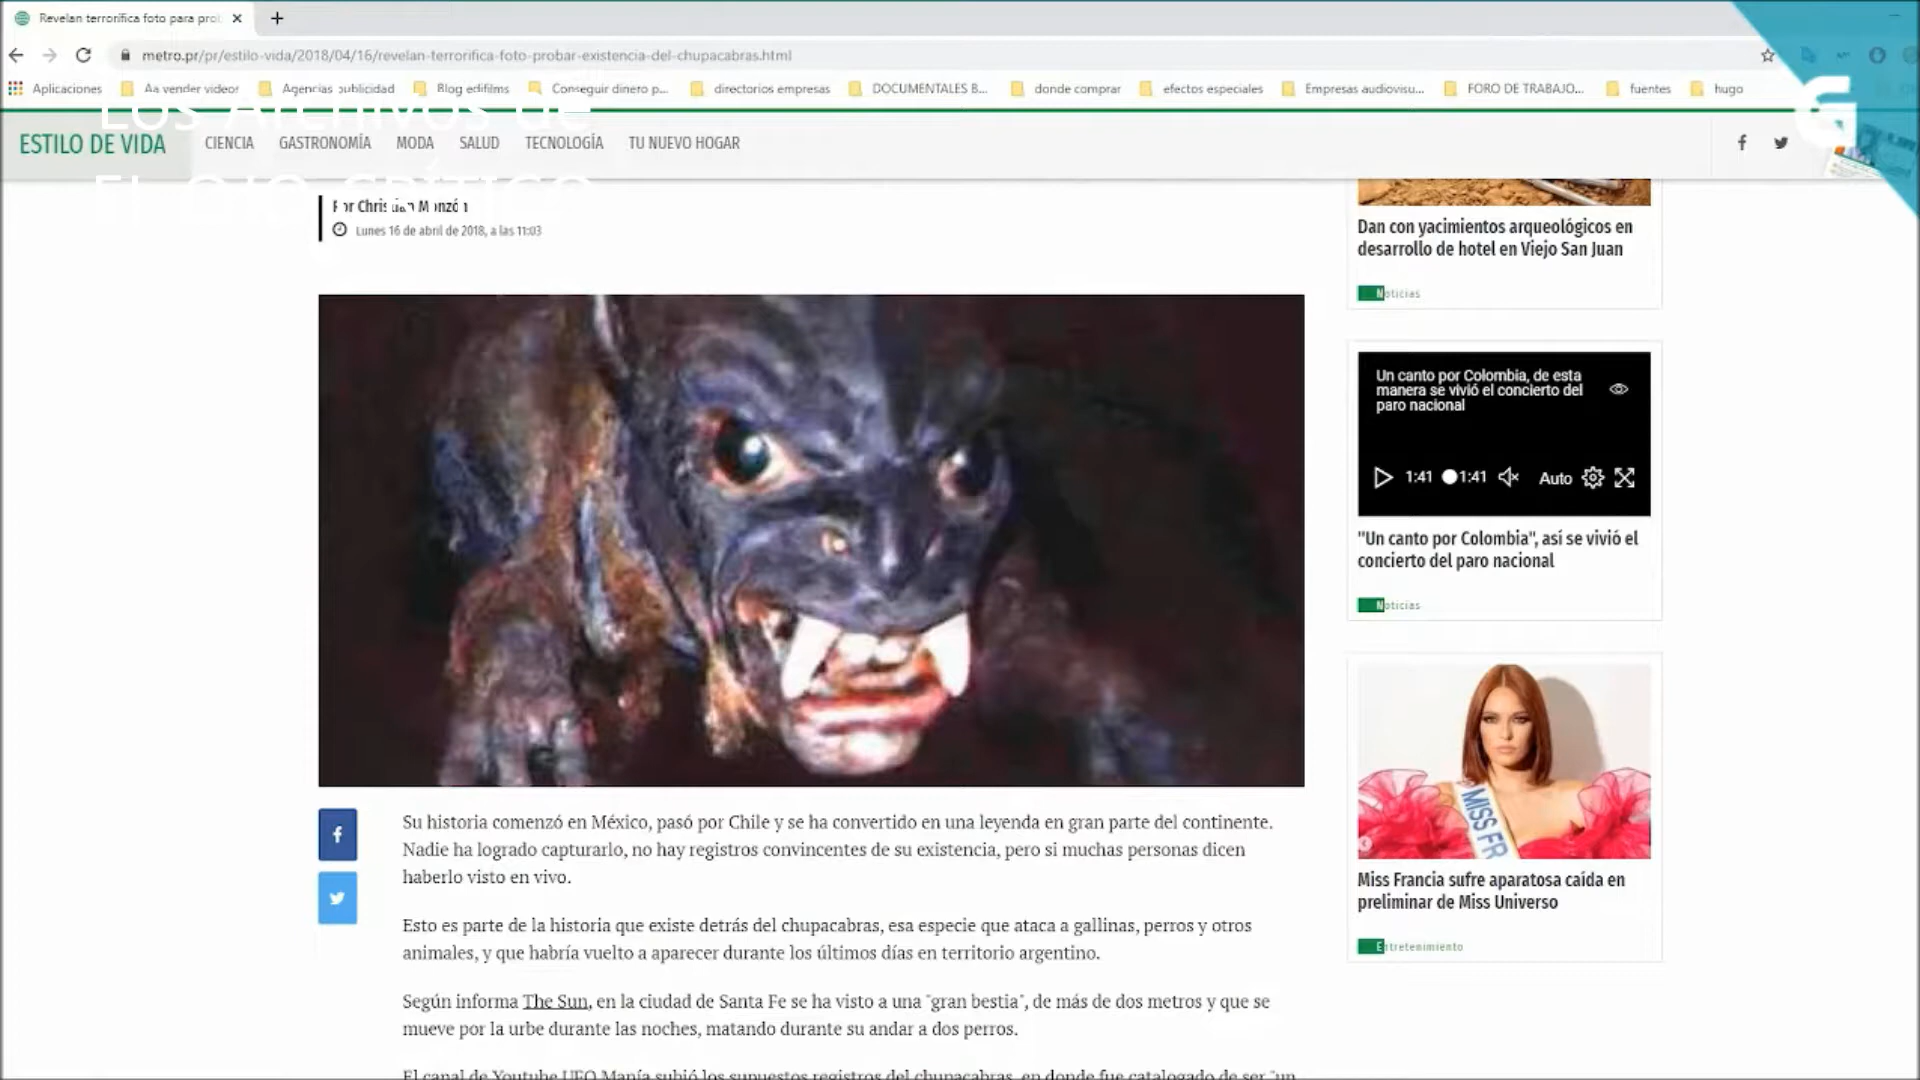 Revelan terrorífica foto para prob
metro.pr/pr/estilo-vida/2018/04/16/revelan-terrorifica-foto-probar-existencia-del-chupacabras.html
Aplicaciones
Aa vender videor
Agencias publicidad
Blog edifilms
Conseguir dinero p...
directorios empresas
DOCUMENTALES B...
donde comprar
efectos especiales
Empresas audiovisu...
FORO DE TRABAJO...
fuentes
hugo
Los Archivos de
EL OJO CRÍTICO
ESTILO DE VIDA
CIENCIA
GASTRONOMÍA
MODA
SALUD
TECNOLOGÍA
TU NUEVO HOGAR
G
Por Christian Monzón
Lunes 16 de abril de 2018, a las 11:03
Su historia comenzó en México, pasó por Chile y se ha convertido en una leyenda en gran parte del continente.
Nadie ha logrado capturarlo, no hay registros convincentes de su existencia, pero si muchas personas dicen
haberlo visto en vivo.
Esto es parte de la historia que existe detrás del chupacabras, esa especie que ataca a gallinas, perros y otros
animales, y que habría vuelto a aparecer durante los últimos días en territorio argentino.
Según informa The Sun, en la ciudad de Santa Fe se ha visto a una "gran bestia", de más de dos metros y que se
mueve por la urbe durante las noches, matando durante su andar a dos perros.
El canal de Youtube UFO Manía subió los supuestos registros del chupacabras, en donde fue catalogado de ser "un
Dan con yacimientos arqueológicos en
desarrollo de hotel en Viejo San Juan
Noticias
Un canto por Colombia, de esta
manera se vivió el concierto del
paro nacional
1:41
1:41
Auto
"Un canto por Colombia", así se vivió el
concierto del paro nacional
Noticias
MISS FR
Miss Francia sufre aparatosa caída en
preliminar de Miss Universo
Entretenimiento